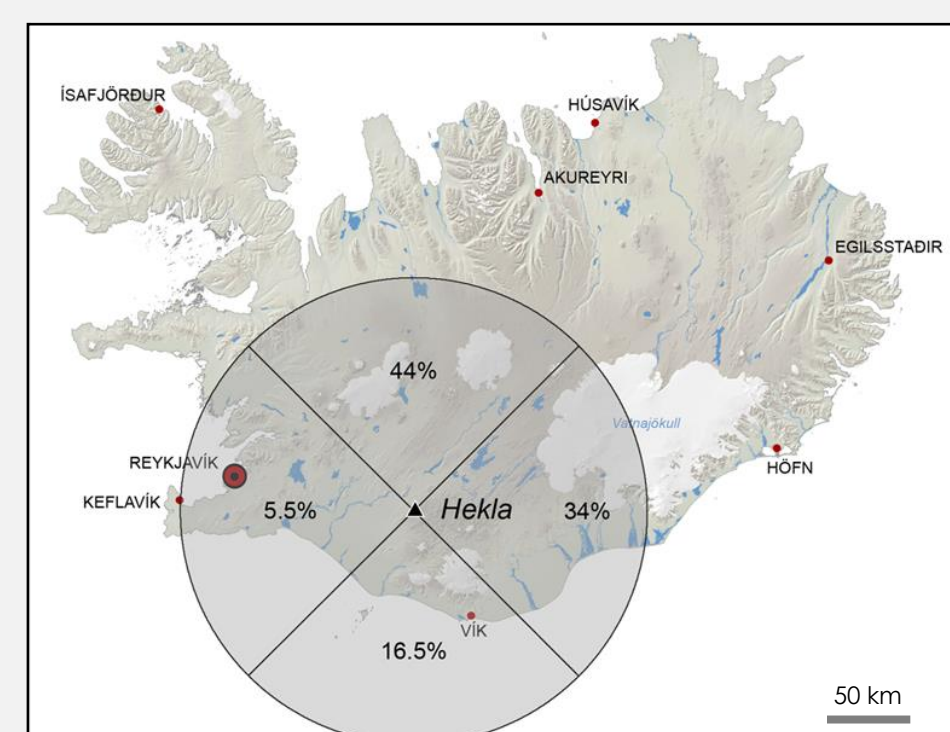 ÍSAFJÖRÐUR
HÚSAVÍK
AKUREYRI
EGILSSTAÐIR
44%
Vatnajökull
REYKJAVÍK
HÖFN
KEFLAVÍK
5.5%
Hekla
34%
VÍK
16.5%
50 km